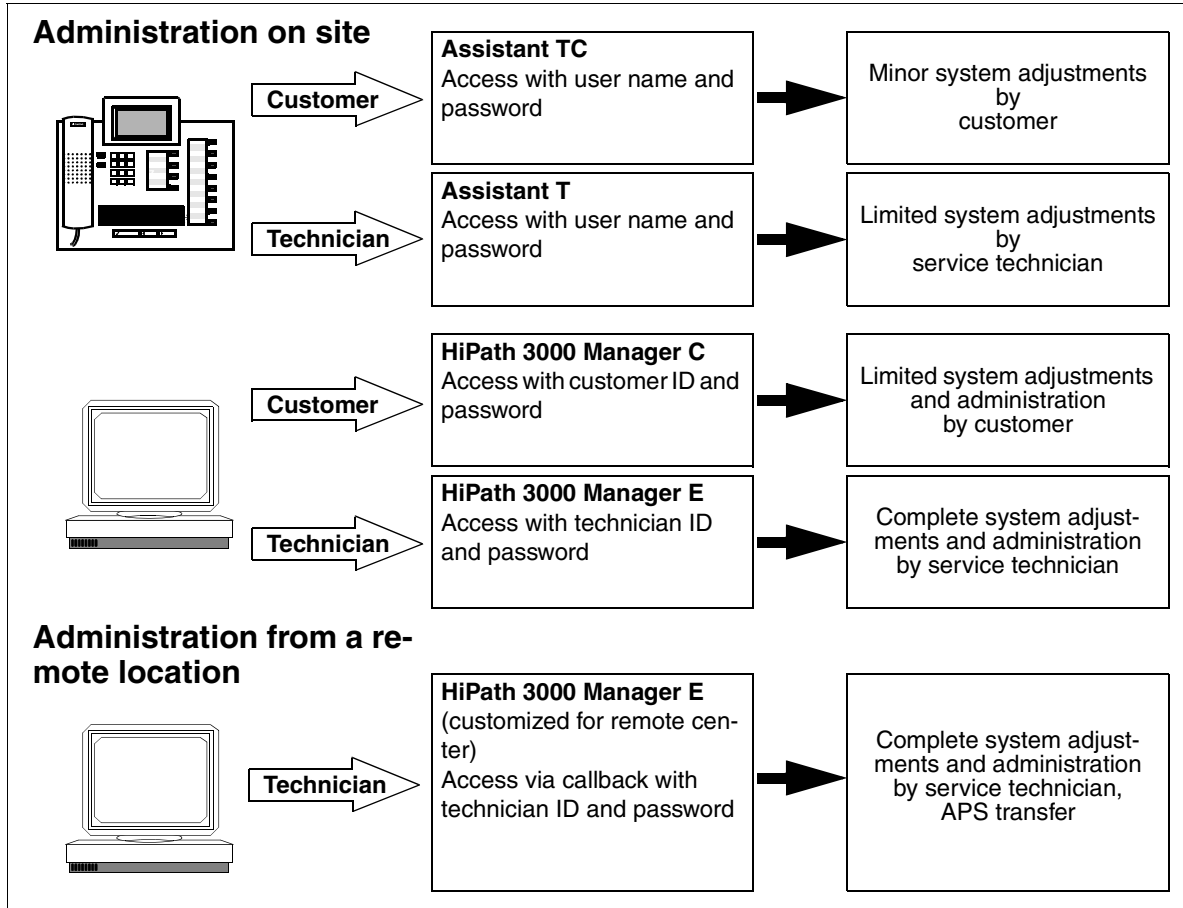 Administration on site
Customer
Assistant TC
Access with user name and
password
Minor system adjustments
by
customer
Technician
Assistant T
Access with user name and
password
Limited system adjustments
by
service technician
Customer
HiPath 3000 Manager C
Access with customer ID and
password
Limited system adjustments
and administration
by customer
Technician
HiPath 3000 Manager E
Access with technician ID
and password
Complete system adjust-
ments and administration
by service technician
Administration from a re-
mote location
Technician
HiPath 3000 Manager E
(customized for remote cen-
ter)
Access via callback with
technician ID and password
Complete system adjust-
ments and administration
by service technician,
APS transfer